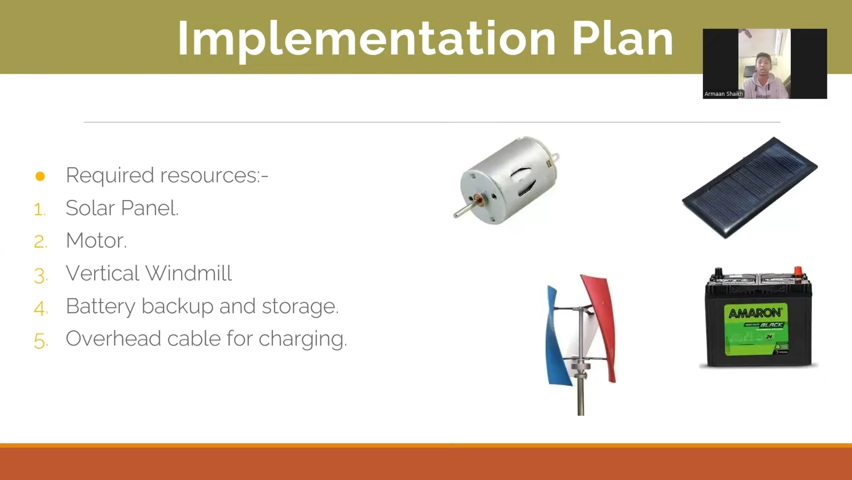 Implementation Plan
Armaan Shaikh
● Required resources:-
1. Solar Panel.
2. Motor.
3. Vertical Windmill
4. Battery backup and storage.
5. Overhead cable for charging.
AMARON
BLACK